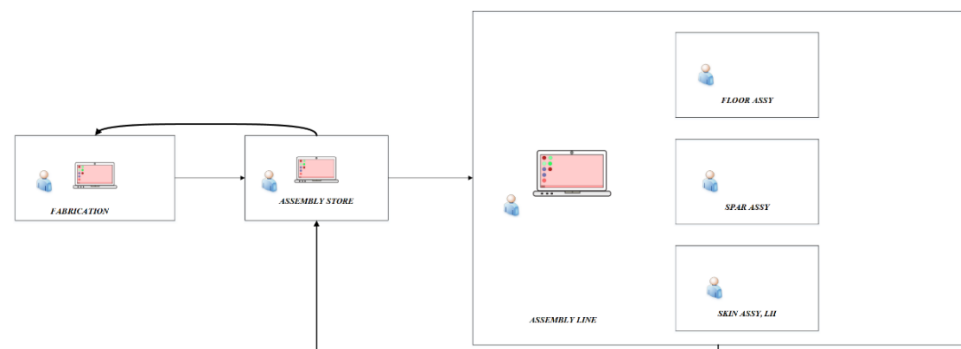 FLOOR ASSY
FABRICATION
ASSEMBLY STORE
SPAR ASSY
ASSEMBLY LINE
SKIN ASSY, LH